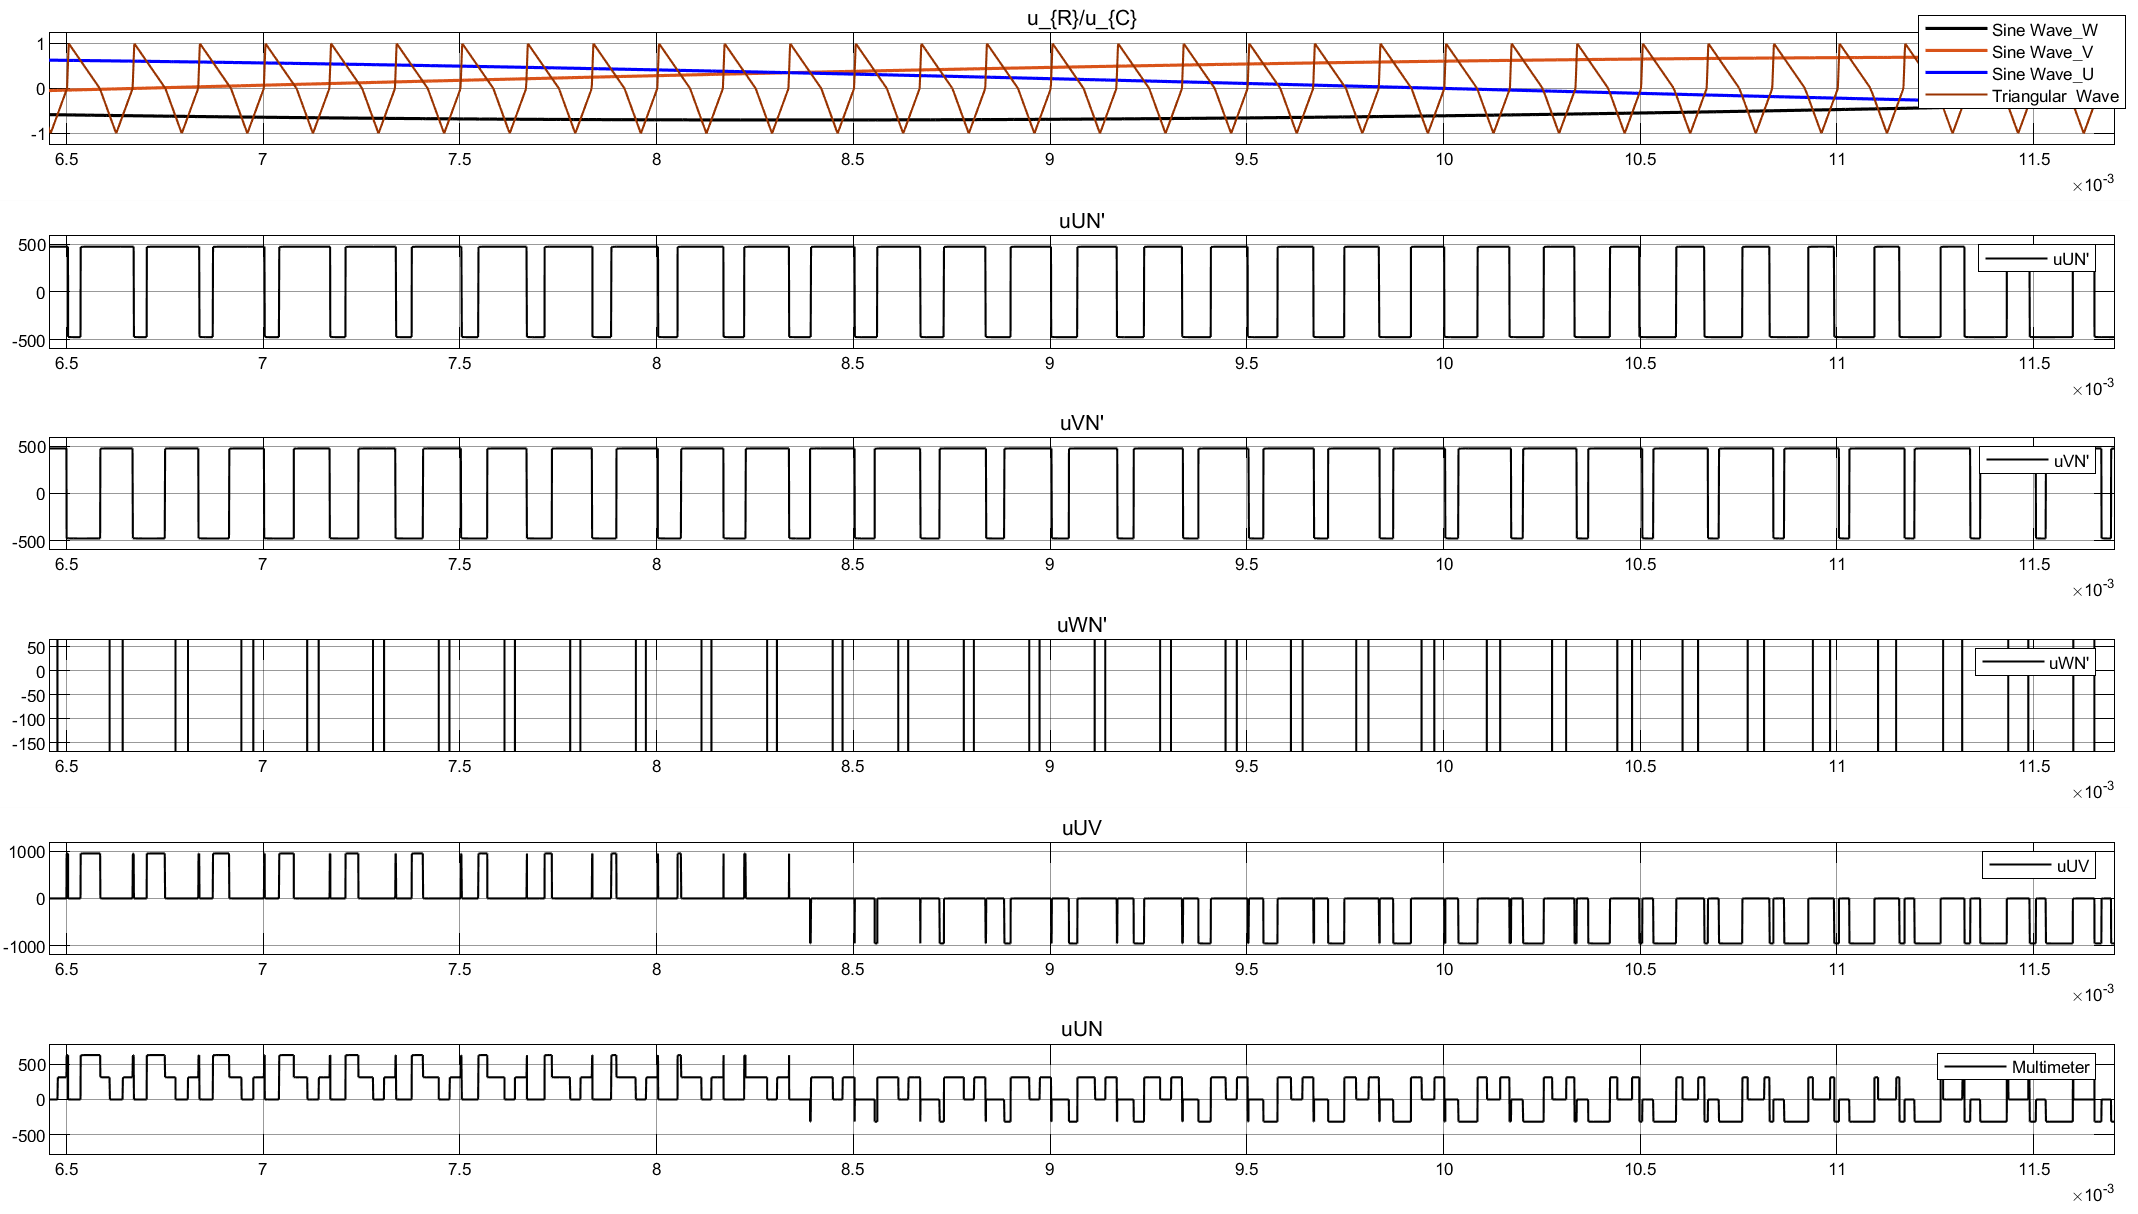 u_{R}/u_{C}
Sine Wave_W
Sine Wave_V
Sine Wave_U
Triangular Wave
1
0
-1
6.5 7 7.5 8 8.5 9 9.5 10 10.5 11 11.5
×10-3
uUN'
uUN'
500
0
-500
6.5 7 7.5 8 8.5 9 9.5 10 10.5 11 11.5
×10-3
uVN'
uVN'
500
0
-500
6.5 7 7.5 8 8.5 9 9.5 10 10.5 11 11.5
×10-3
uWN'
uWN'
50
0
-50
-100
-150
6.5 7 7.5 8 8.5 9 9.5 10 10.5 11 11.5
×10-3
uUV
uUV
1000
0
-1000
6.5 7 7.5 8 8.5 9 9.5 10 10.5 11 11.5
×10-3
uUN
Multimeter
500
0
-500
6.5 7 7.5 8 8.5 9 9.5 10 10.5 11 11.5
×10-3